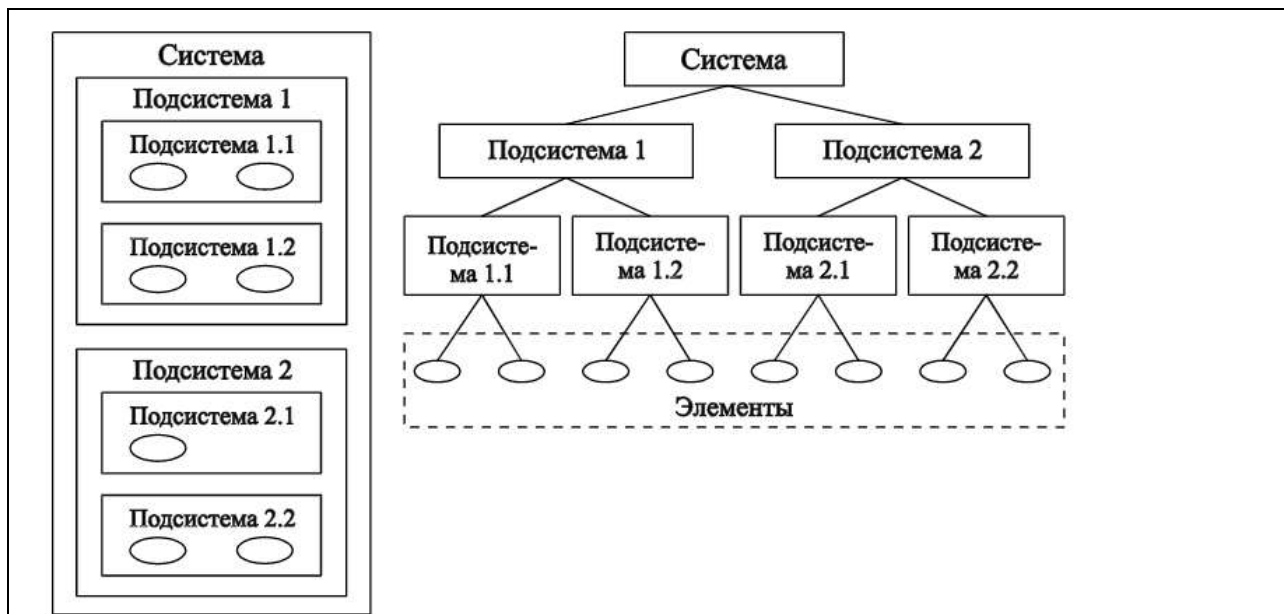 Система
Подсистема 1
Подсистема 1.1
Подсистема 1.2
Подсистема 2
Подсистема 2.1
Подсистема 2.2
Система
Подсистема 1
Подсистема 2
Подсисте-
ма 1.1
Подсисте-
ма 1.2
Подсисте-
ма 2.1
Подсисте-
ма 2.2
Элементы